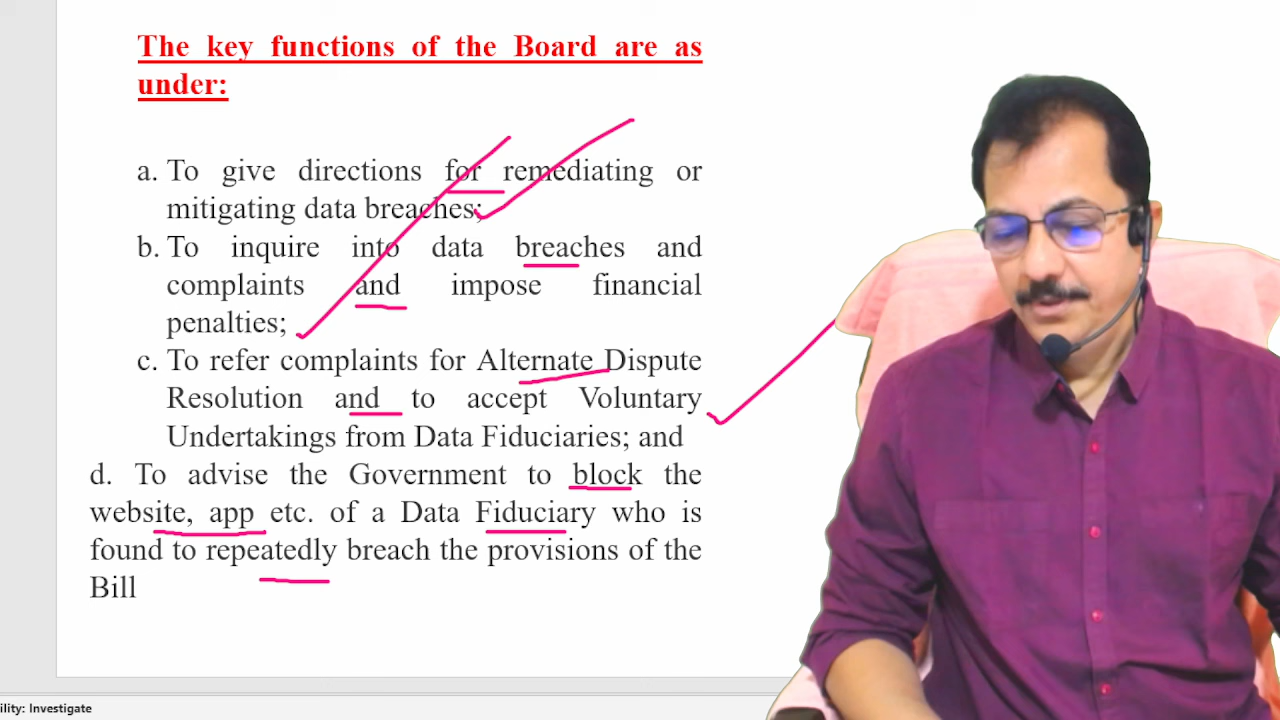 The key functions of the Board are as
under:
a. To give directions for remediating or
mitigating data breaches;
b. To inquire into data breaches and
complaints and impose financial
penalties;
c. To refer complaints for Alternate Dispute
Resolution and to accept Voluntary
Undertakings from Data Fiduciaries; and
d. To advise the Government to block the
website, app etc. of a Data Fiduciary who is
found to repeatedly breach the provisions of the
Bill
ility: Investigate